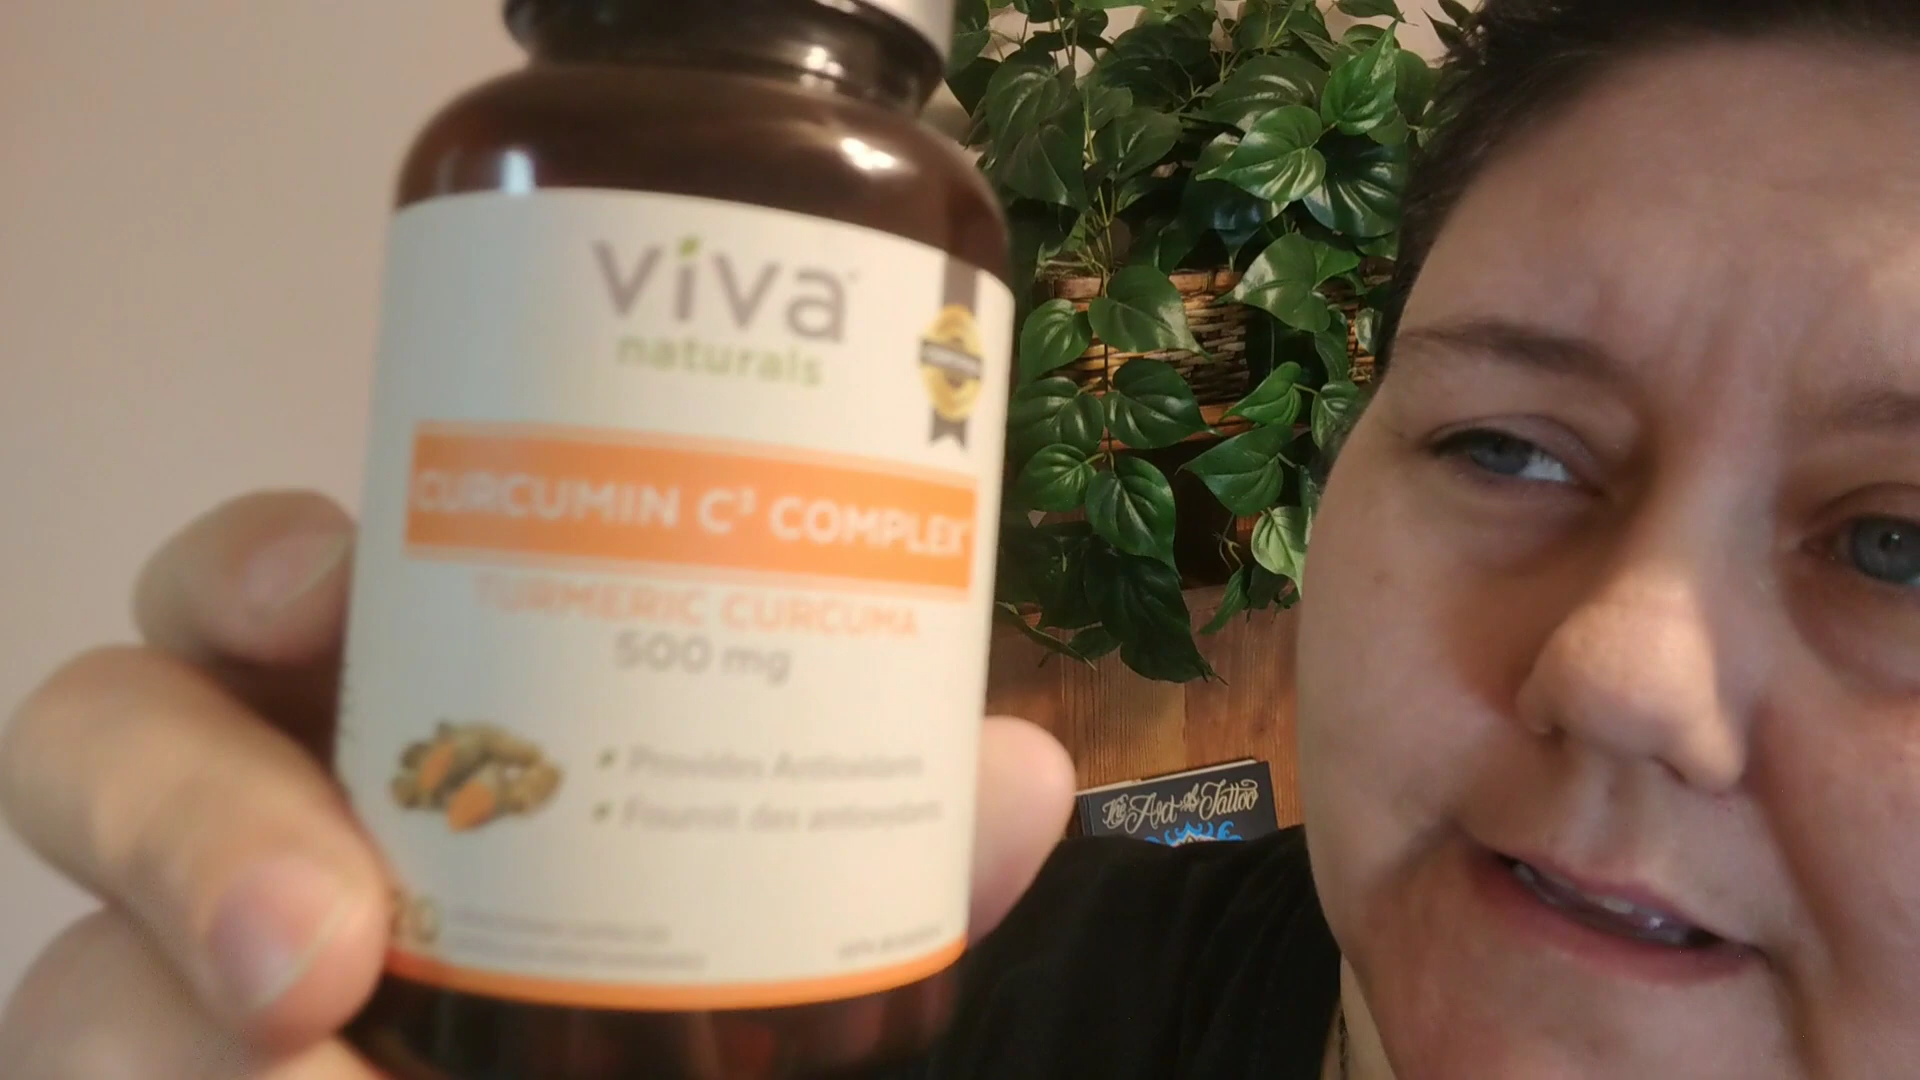 viva
naturals
CURCUMIN C³ COMPLEX
TURMERIC CURCUMA
500 mg
Provides Antioxidants
Fournit des antioxydants
The Art of Tattoo